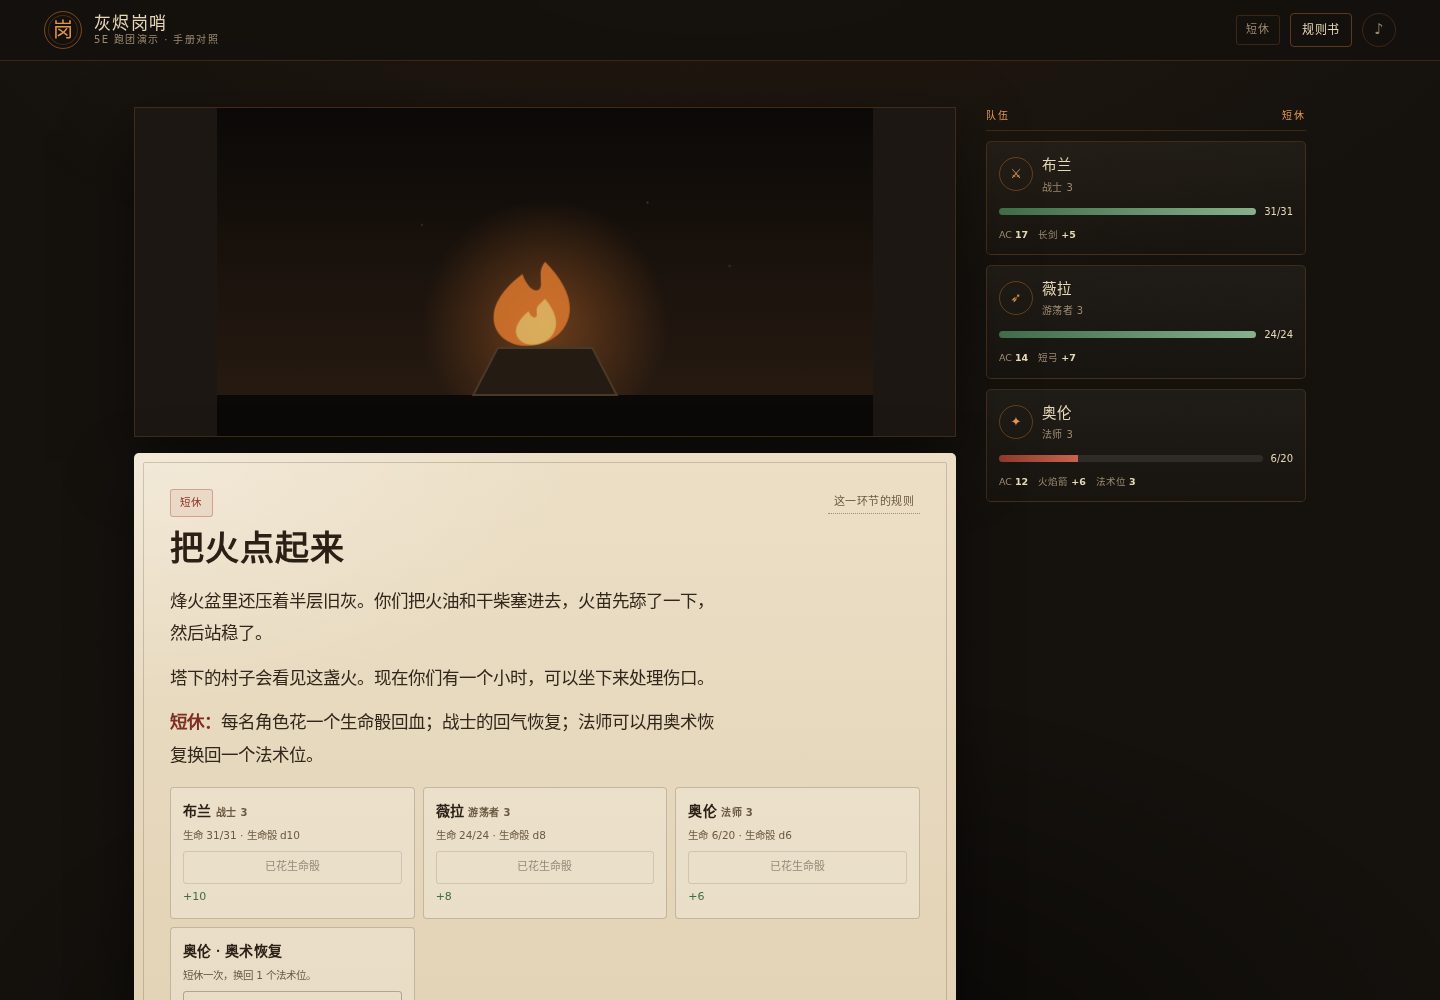 岗
灰烬岗哨
5E 跑团演示 · 手册对照
短休
规则书
♪
队伍
短休
布兰
战士 3
31/31
AC 17 长剑 +5
薇拉
游荡者 3
24/24
AC 14 短弓 +7
奥伦
法师 3
6/20
AC 12 火焰箭 +6 法术位 3
短休
这一环节的规则
把火点起来
烽火盆里还压着半层旧灰。你们把火油和干柴塞进去，火苗先舔了一下，
然后站稳了。
塔下的村子会看见这盏火。现在你们有一个小时，可以坐下来处理伤口。
短休：每名角色花一个生命骰回血；战士的回气恢复；法师可以用奥术恢
复换回一个法术位。
布兰 战士 3
生命 31/31 · 生命骰 d10
已花生命骰
+10
薇拉 游荡者 3
生命 24/24 · 生命骰 d8
已花生命骰
+8
奥伦 法师 3
生命 6/20 · 生命骰 d6
已花生命骰
+6
奥伦 · 奥术恢复
短休一次，换回 1 个法术位。